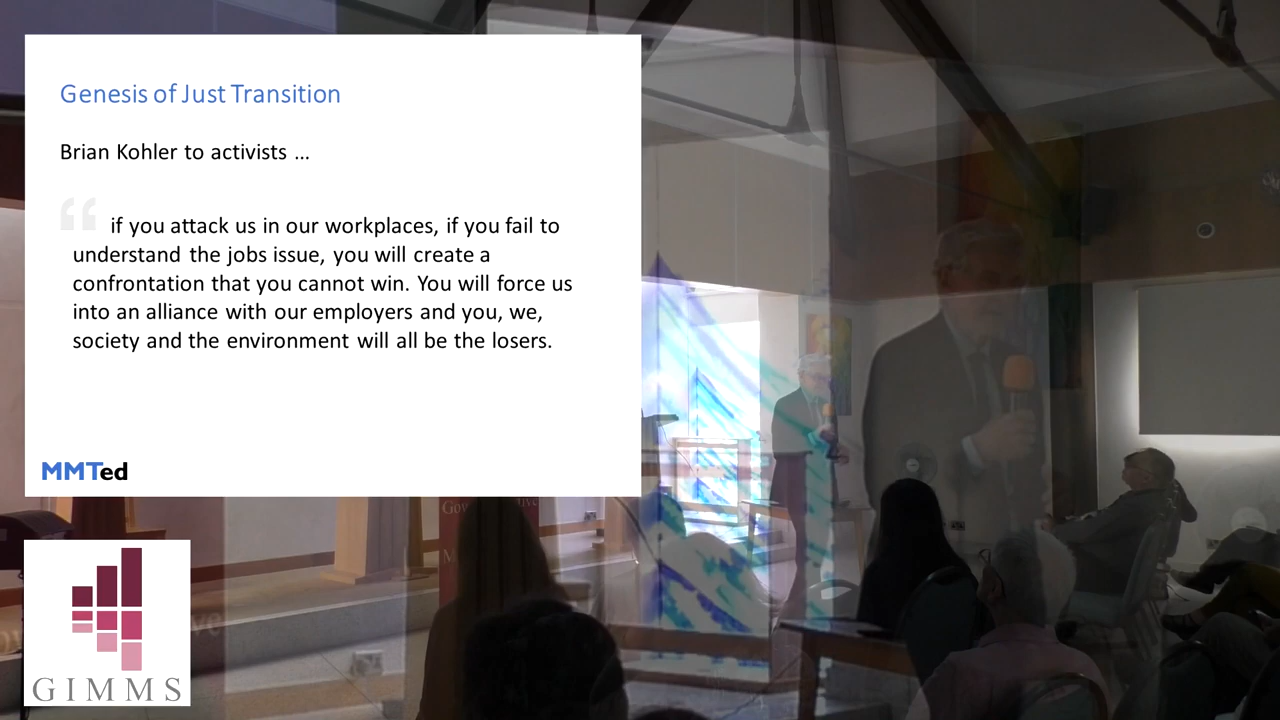 Genesis of Just Transition
Brian Kohler to activists ...
“ if you attack us in our workplaces, if you fail to
understand the jobs issue, you will create a
confrontation that you cannot win. You will force us
into an alliance with our employers and you, we,
society and the environment will all be the losers.
MMTed
GIMMS